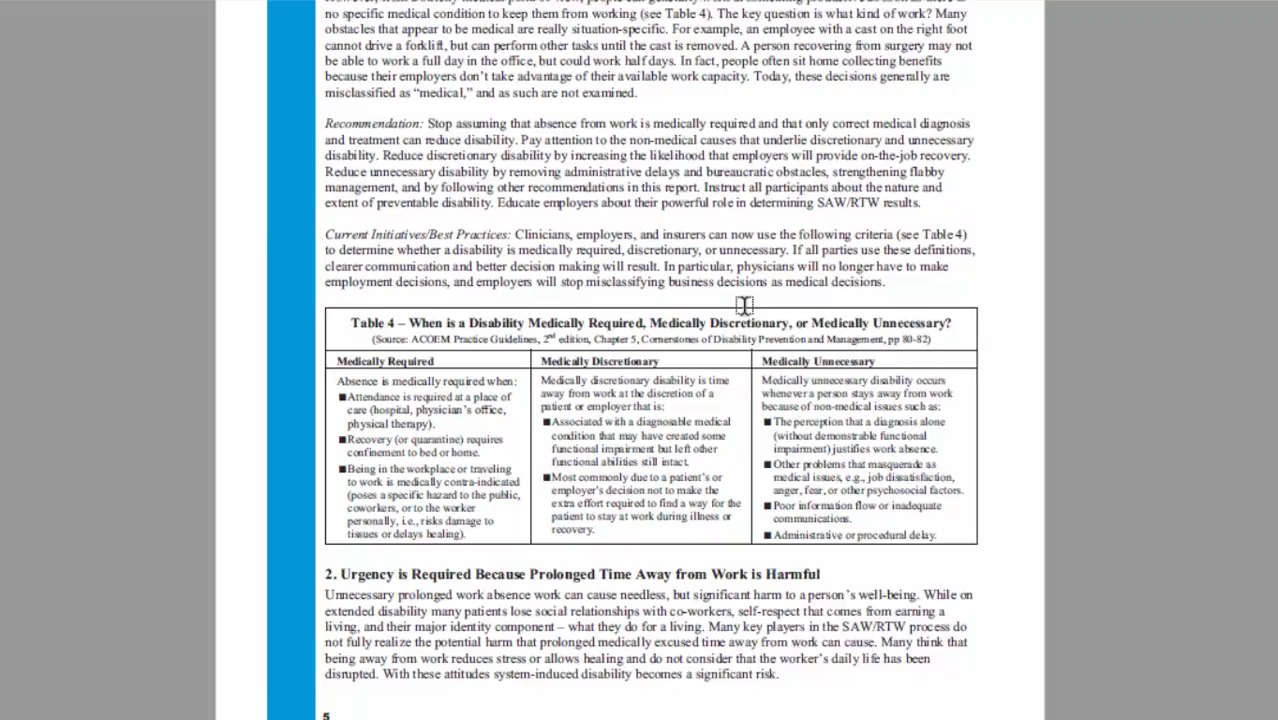 no specific medical condition to keep them from working (see Table 4). The key question is what kind of work? Many
obstacles that appear to be medical are really situation-specific. For example, an employee with a cast on the right foot
cannot drive a forklift, but can perform other tasks until the cast is removed. A person recovering from surgery may not
be able to work a full day in the office, but could work half days. In fact, people often sit home collecting benefits
because their employers don't take advantage of their available work capacity. Today, these decisions generally are
misclassified as "medical," and as such are not examined.
Recommendation: Stop assuming that absence from work is medically required and that only correct medical diagnosis
and treatment can reduce disability. Pay attention to the non-medical causes that underlie discretionary and unnecessary
disability. Reduce discretionary disability by increasing the likelihood that employers will provide on-the-job recovery.
Reduce unnecessary disability by removing administrative delays and bureaucratic obstacles, strengthening flabby
management, and by following other recommendations in this report. Instruct all participants about the nature and
extent of preventable disability. Educate employers about their powerful role in determining SAW/RTW results.
Current Initiatives/Best Practices: Clinicians, employers, and insurers can now use the following criteria (see Table 4)
to determine whether a disability is medically required, discretionary, or unnecessary. If all parties use these definitions,
clearer communication and better decision making will result. In particular, physicians will no longer have to make
employment decisions, and employers will stop misclassifying business decisions as medical decisions.
Table 4 – When is a Disability Medically Required, Medically Discretionary, or Medically Unnecessary?
(Source: ACOEM Practice Guidelines, 2nd edition, Chapter 5, Cornerstones of Disability Prevention and Management, pp 80-82)
Medically Required
Absence is medically required when:
■ Attendance is required at a place of
care (hospital, physician's office,
physical therapy).
■ Recovery (or quarantine) requires
confinement to bed or home.
■ Being in the workplace or traveling
to work is medically contra-indicated
(poses a specific hazard to the public,
coworkers, or to the worker
personally, i.e., risks damage to
tissues or delays healing).
Medically Discretionary
Medically discretionary disability is time
away from work at the discretion of a
patient or employer that is:
■ Associated with a diagnosable medical
condition that may have created some
functional impairment but left other
functional abilities still intact.
■ Most commonly due to a patient's or
employer's decision not to make the
extra effort required to find a way for the
patient to stay at work during illness or
recovery.
Medically Unnecessary
Medically unnecessary disability occurs
whenever a person stays away from work
because of non-medical issues such as:
■ The perception that a diagnosis alone
(without demonstrable functional
impairment) justifies work absence.
■ Other problems that masquerade as
medical issues, e.g., job dissatisfaction,
anger, fear, or other psychosocial factors.
■ Poor information flow or inadequate
communications.
■ Administrative or procedural delay.
2. Urgency is Required Because Prolonged Time Away from Work is Harmful
Unnecessary prolonged work absence work can cause needless, but significant harm to a person's well-being. While on
extended disability many patients lose social relationships with co-workers, self-respect that comes from earning a
living, and their major identity component – what they do for a living. Many key players in the SAW/RTW process do
not fully realize the potential harm that prolonged medically excused time away from work can cause. Many think that
being away from work reduces stress or allows healing and do not consider that the worker's daily life has been
disrupted. With these attitudes system-induced disability becomes a significant risk.
5